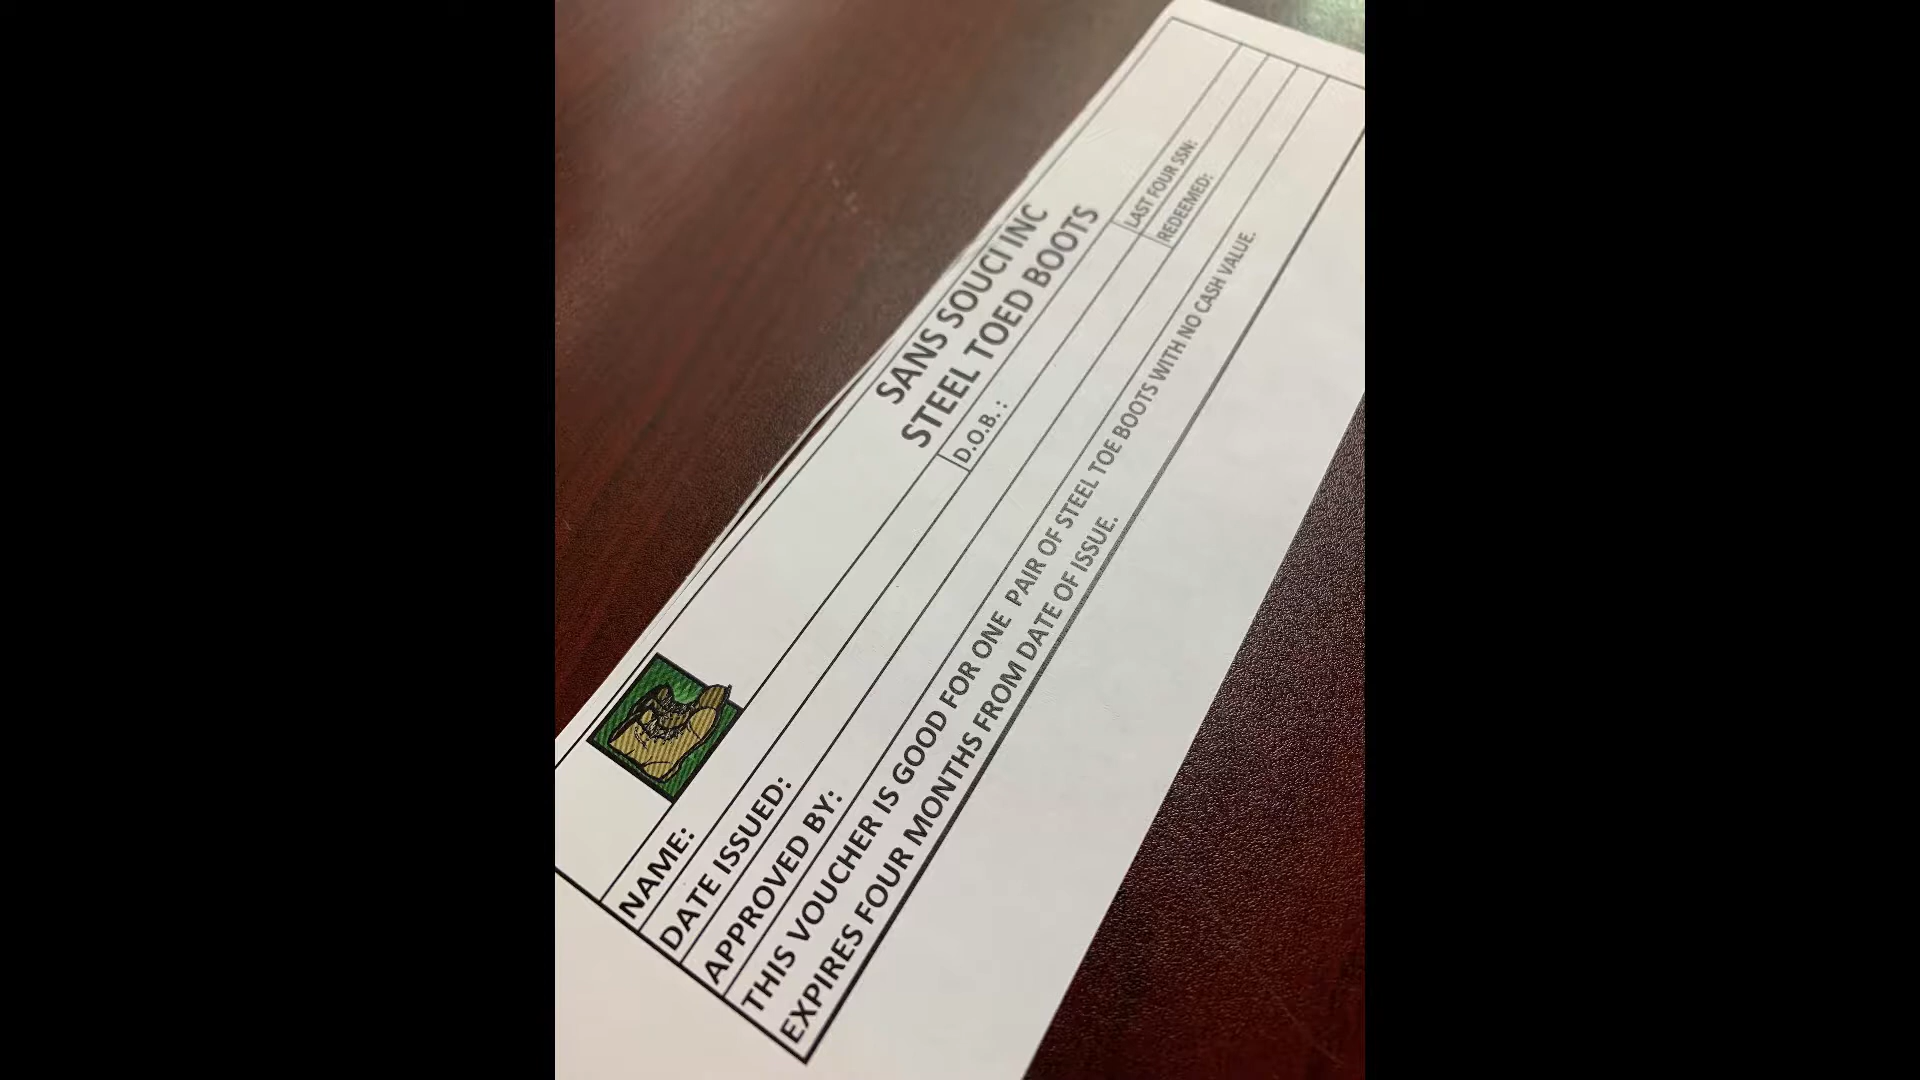 SANS SOUCI INC
STEEL TOED BOOTS
NAME: D.O.B. : LAST FOUR SSN:
DATE ISSUED: REDEEMED:
APPROVED BY:
THIS VOUCHER IS GOOD FOR ONE PAIR OF STEEL TOE BOOTS WITH NO CASH VALUE.
EXPIRES FOUR MONTHS FROM DATE OF ISSUE.